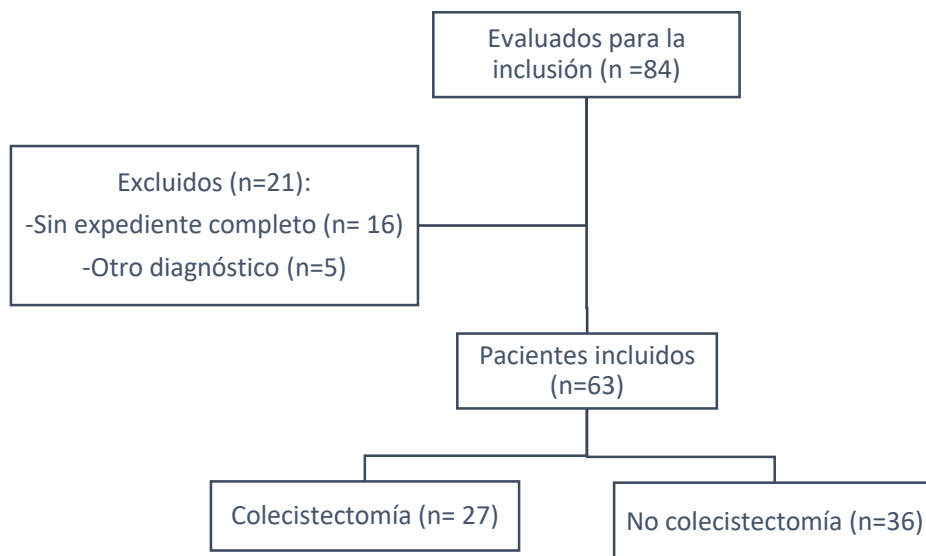 Evaluados para la
inclusión (n =84)
Excluidos (n=21):
-Sin expediente completo (n= 16)
-Otro diagnóstico (n=5)
Pacientes incluidos
(n=63)
Colecistectomía (n= 27)
No colecistectomía (n=36)